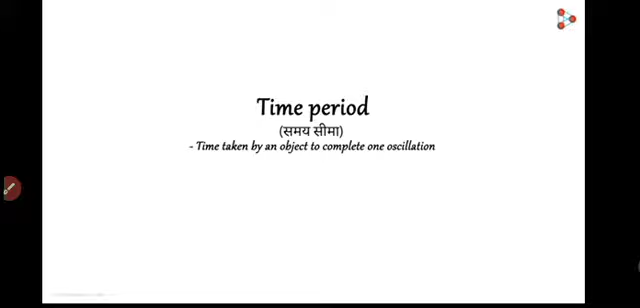 Time period
(समय सीमा)
- Time taken by an object to complete one oscillation